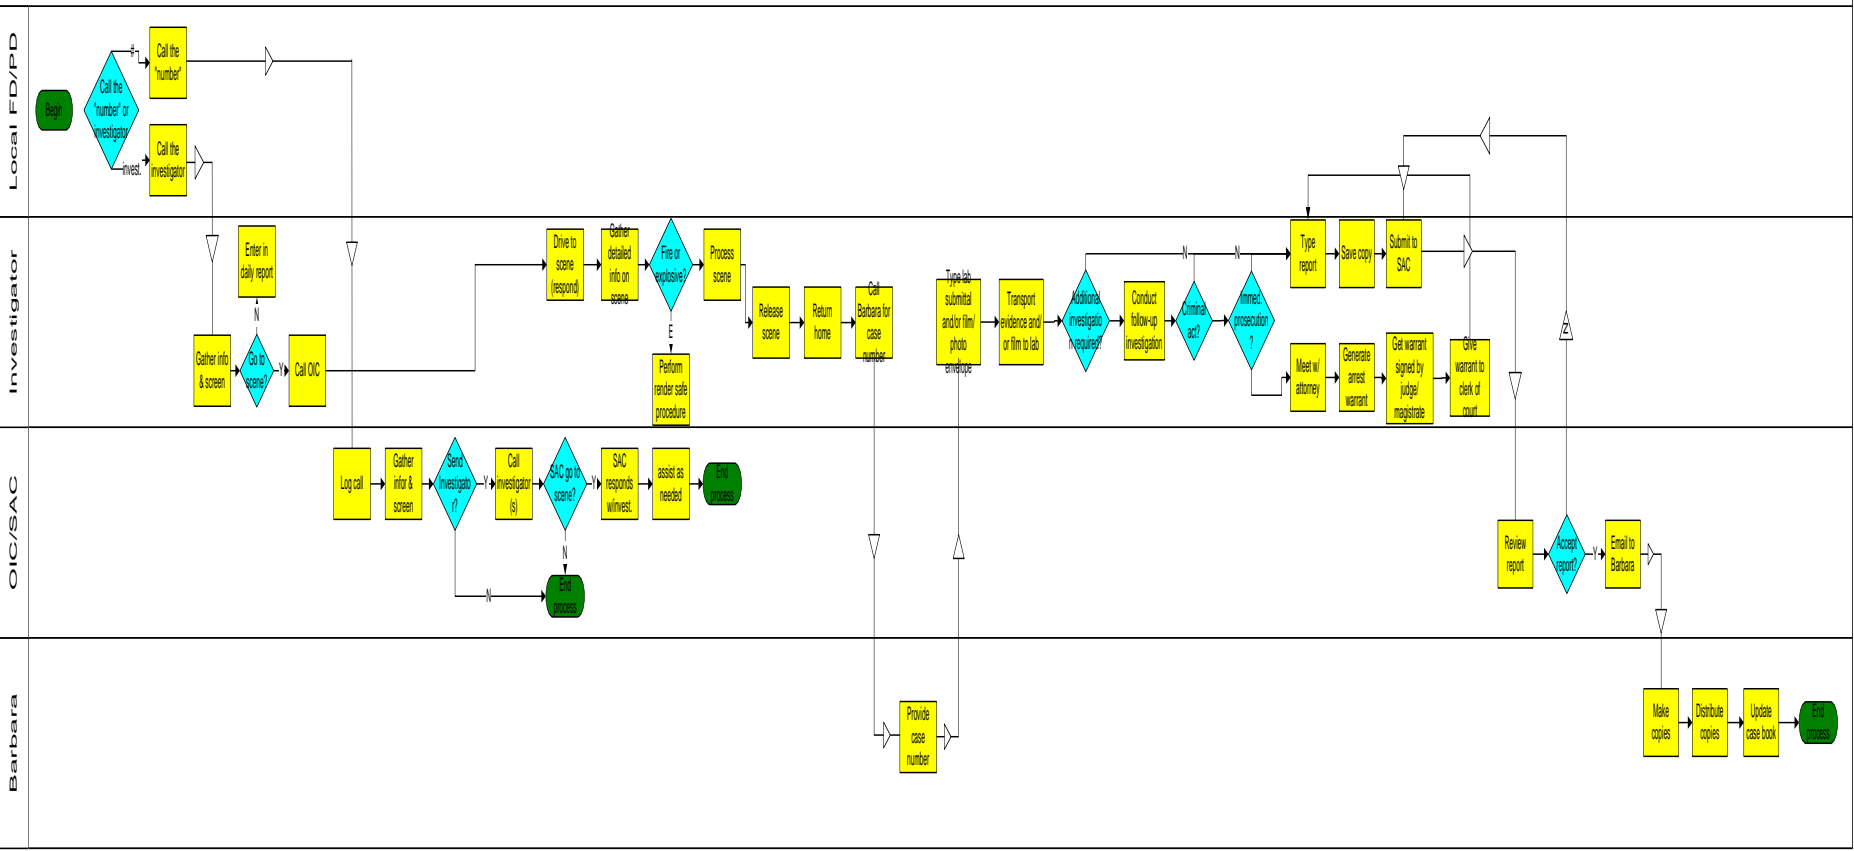 Local FD/PD
Begin
Call the
"number" or
investigator
#
invest.
Call the
"number"
Call the
investigator
Investigator
Enter in
daily report
N
Gather info
& screen
Go to
scene?
Y
Call OIC
Drive to
scene
(respond)
Gather
detailed
info on
scene
Fire or
explosive?
E
Perform
render safe
procedure
Process
scene
Release
scene
Return
home
Call
Barbara for
case
number
Type lab
submittal
and/or film/
photo
envelope
Transport
evidence and/
or film to lab
Additional
investigatio
n required?
Conduct
follow-up
investigation
N
Criminal
act?
N
Immed.
prosecution
?
Type
report
Save copy
Submit to
SAC
Meet w/
attorney
Generate
arrest
warrant
Get warrant
signed by
judge/
magistrate
Give
warrant to
clerk of
court
N
OIC/SAC
Log call
Gather
infor &
screen
Send
Investigato
r?
Y
N
Call
investigator
(s)
SAC go to
scene?
Y
N
End
process
SAC
responds
w/invest.
assist as
needed
End
process
Review
report
Accept
report?
Y
Email to
Barbara
Barbara
Provide
case
number
Make
copies
Distribute
copies
Update
case book
End
process